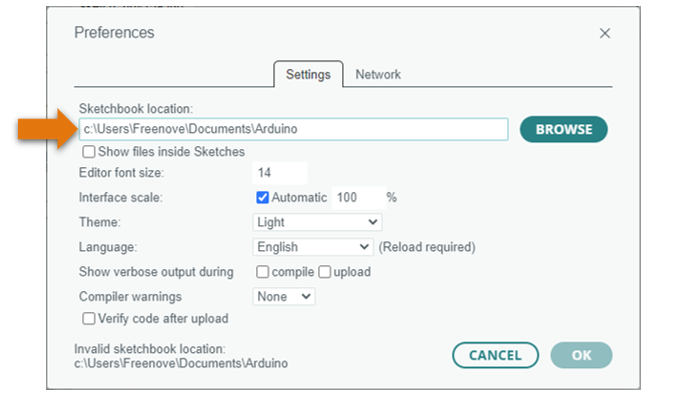 Preferences
Settings Network
Sketchbook location:
c:\Users\Freenove\Documents\Arduino BROWSE
Show files inside Sketches
Editor font size: 14
Interface scale: Automatic 100 %
Theme: Light
Language: English (Reload required)
Show verbose output during compile upload
Compiler warnings None
Verify code after upload
Invalid sketchbook location:
c:\Users\Freenove\Documents\Arduino
CANCEL OK